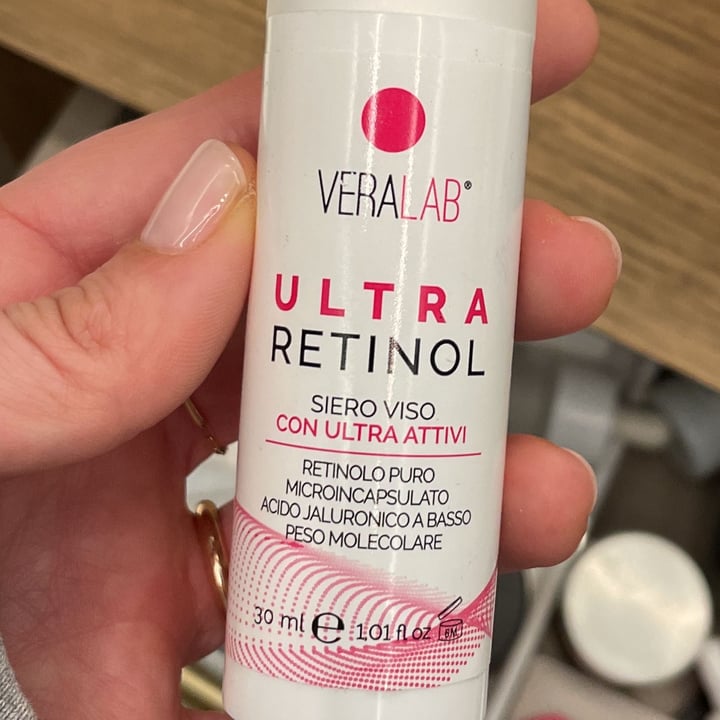 VERALAB®
ULTRA
RETINOL
SIERO VISO
CON ULTRA ATTIVI
RETINOLO PURO
MICROINCAPSULATO
ACIDO JALURONICO A BASSO
PESO MOLECOLARE
30 ml ℮ 1,01 fl oz 6M